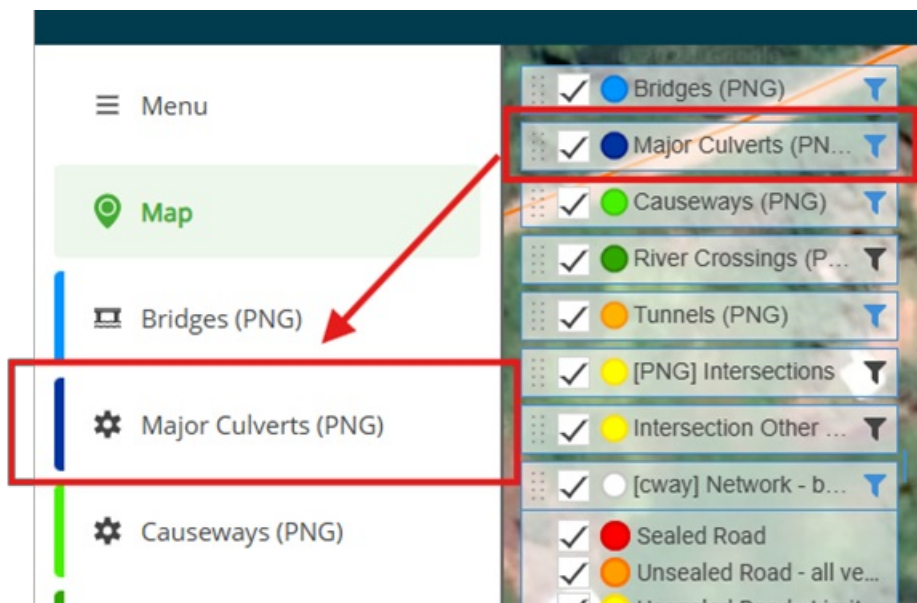 Menu
Map
Bridges (PNG)
Major Culverts (PNG)
Causeways (PNG)
Bridges (PNG)
Major Culverts (PN...
Causeways (PNG)
River Crossings (P...
Tunnels (PNG)
[PNG] Intersections
Intersection Other ...
[cway] Network - b...
Sealed Road
Unsealed Road - all ve...